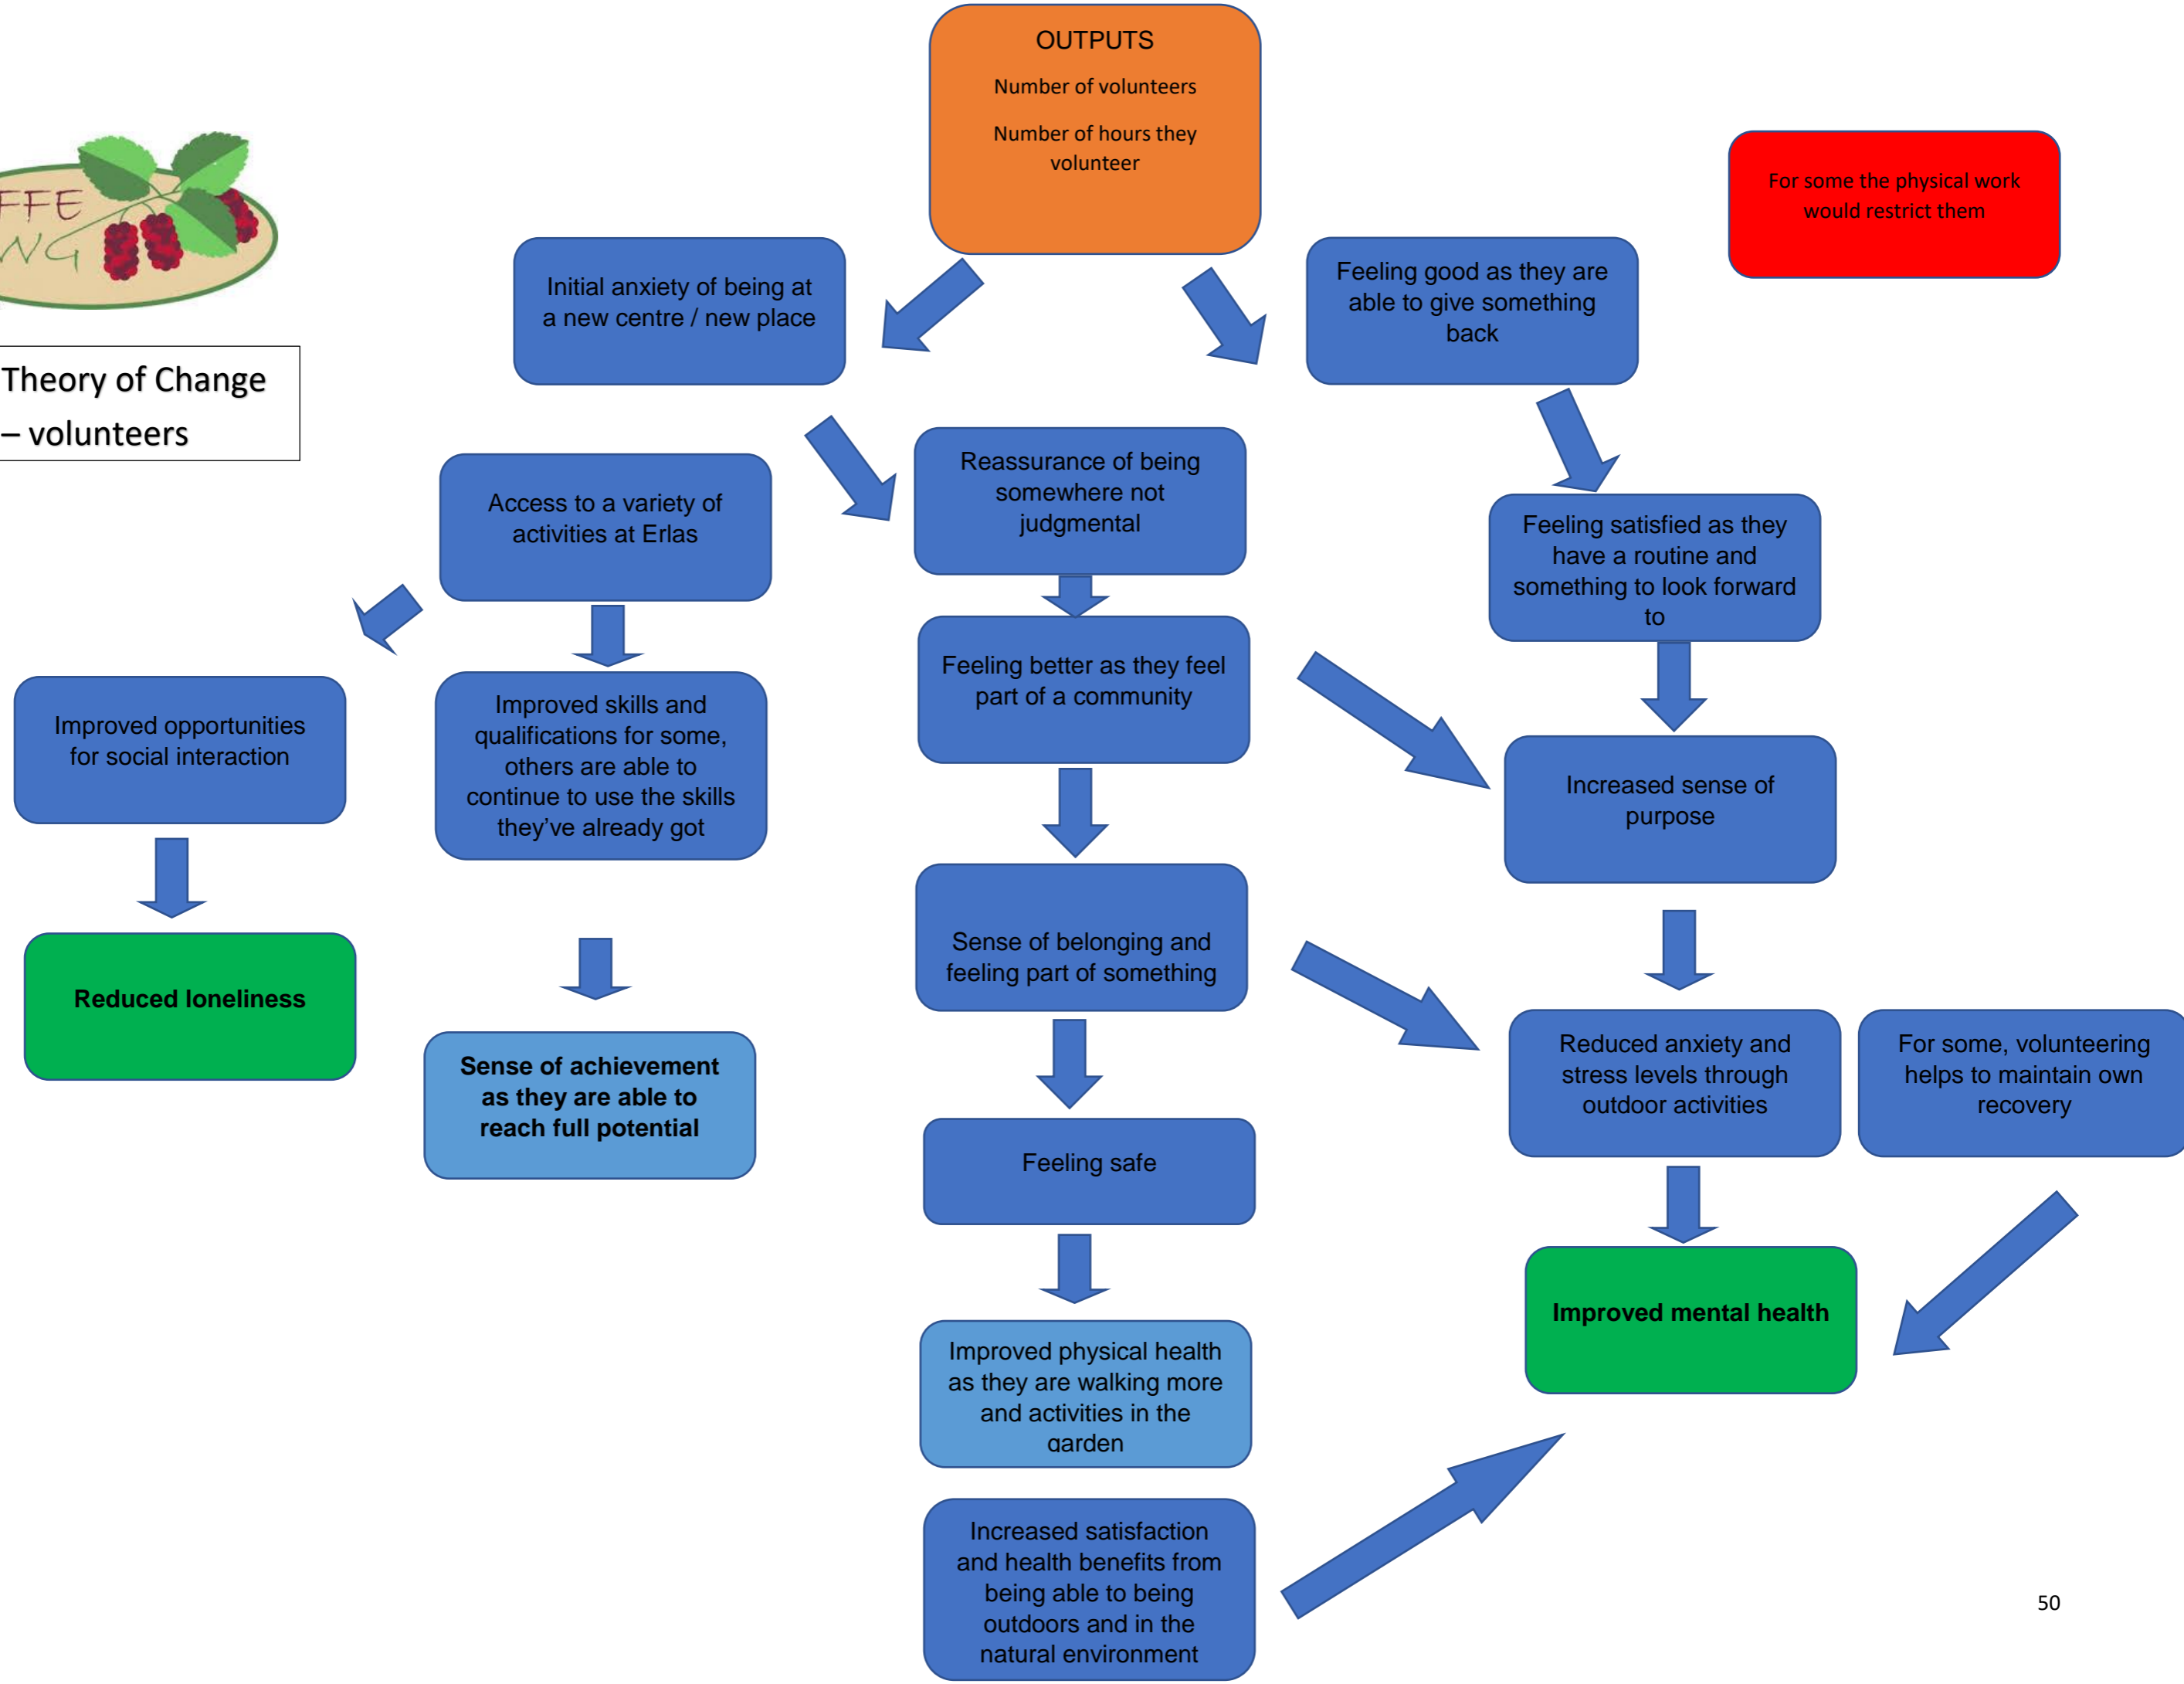 OUTPUTS
Number of volunteers
Number of hours they
volunteer
For some the physical work
would restrict them
FFE
NG
Theory of Change
– volunteers
Initial anxiety of being at
a new centre / new place
Feeling good as they are
able to give something
back
Access to a variety of
activities at Erlas
Reassurance of being
somewhere not
judgmental
Feeling satisfied as they
have a routine and
something to look forward
to
Improved opportunities
for social interaction
Improved skills and
qualifications for some,
others are able to
continue to use the skills
they’ve already got
Feeling better as they feel
part of a community
Increased sense of
purpose
Reduced loneliness
Sense of achievement
as they are able to
reach full potential
Sense of belonging and
feeling part of something
Reduced anxiety and
stress levels through
outdoor activities
For some, volunteering
helps to maintain own
recovery
Feeling safe
Improved mental health
Improved physical health
as they are walking more
and activities in the
garden
Increased satisfaction
and health benefits from
being able to being
outdoors and in the
natural environment
50